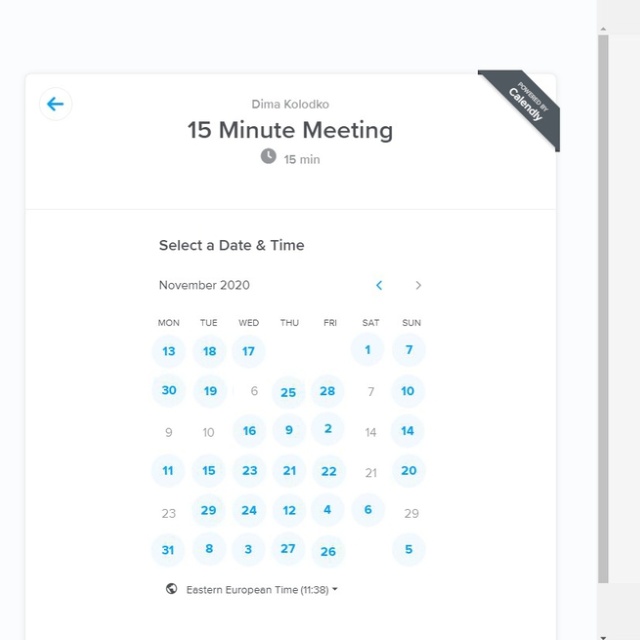 POWERED BY
Calendly
Dima Kolodko
15 Minute Meeting
15 min
Select a Date & Time
November 2020
MON TUE WED THU FRI SAT SUN
13 18 17 1 7
30 19 6 25 28 7 10
9 10 16 9 2 14 14
11 15 23 21 22 21 20
23 29 24 12 4 6 29
31 8 3 27 26 5
Eastern European Time (11:38)